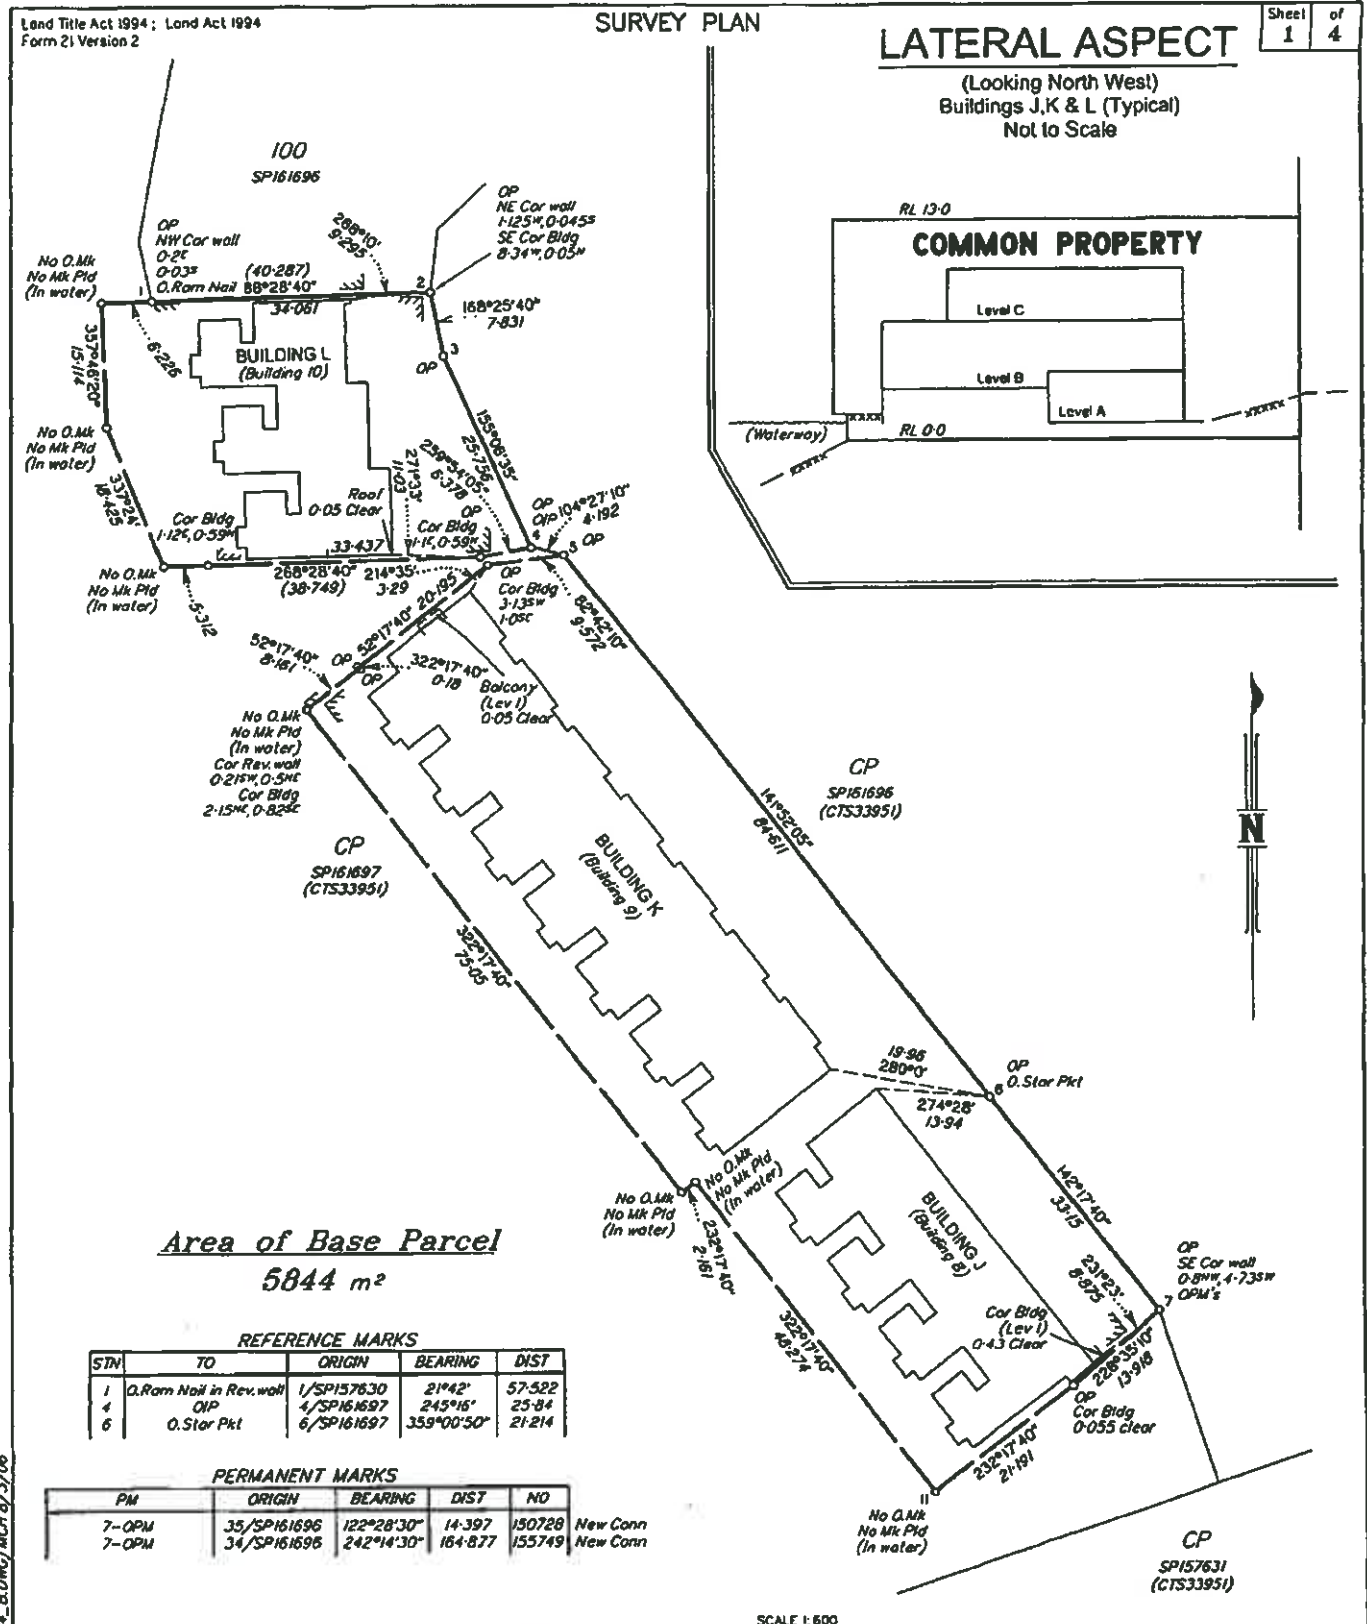 Land Title Act 1994 ; Land Act 1994
Form 21 Version 2
SURVEY PLAN
Sheet of
1 4
LATERAL ASPECT
(Looking North West)
Buildings J,K & L (Typical)
Not to Scale
RL 13·0
COMMON PROPERTY
Level C
Level B
Level A
(Waterway)
RL 0·0
100
SP161696
OP
NW Cor wall
0·2E
0·03S
O.Ram Nail
1
No O.Mk
No Mk Pld
(In water)
(40·287)
88°28'40"
34·061
268°10'
9·295
2
OP
NE Cor wall
1·125W, 0·045S
SE Cor Bldg
8·34W, 0·05N
168°25'40"
7·831
3
OP
357°46'20"
15·114
6·226
BUILDING L
(Building 10)
No O.Mk
No Mk Pld
(In water)
337°24'
18·425
155°06'35"
25·756
259°54'05"
6·378
271°33'
11·03
Roof
0·05 Clear
Cor Bldg
1·12E, 0·59N
OP
Cor Bldg
1·1E, 0·59N
OP
OIP
4
104°27'10"
4·192
5
OP
33·437
268°28'40"
(38·749)
214°35'
3·29
No O.Mk
No Mk Pld
(In water)
5·312
OP
Cor Bldg
3·13SW
1·0SE
82°42'10"
9·572
52°17'40" 20·195
52°17'40"
8·161
OP
OP
322°17'40"
0·18
Balcony
(Lev 1)
0·05 Clear
No O.Mk
No Mk Pld
(In water)
Cor Rev.wall
0·21SW, 0·5NE
Cor Bldg
2·15NE, 0·82SE
CP
SP161697
(CTS33951)
CP
SP161696
(CTS33951)
141°52'05"
84·611
BUILDING K
(Building 9)
N
322°17'40"
75·05
19·96
280°0'
OP
O.Star Pkt
6
274°28'
13·94
No O.Mk
No Mk Pld
(In water)
No O.Mk
No Mk Pld
(In water)
232°17'40"
2·161
142°17'40"
33·15
BUILDING J
(Building 8)
OP
SE Cor wall
0·8NW, 4·73SW
OPM's
7
231°23'
8·875
Cor Bldg
(Lev 1)
0·43 Clear
228°35'10"
13·918
322°17'40"
48·274
OP
Cor Bldg
0·055 clear
232°17'40"
21·191
11
No O.Mk
No Mk Pld
(In water)
CP
SP157631
(CTS33951)
Area of Base Parcel
5844 m²
REFERENCE MARKS
STN TO ORIGIN BEARING DIST
1 O.Ram Nail in Rev.wall 1/SP157630 21°42' 57·522
4 OIP 4/SP161697 245°16' 25·84
6 O.Star Pkt 6/SP161697 359°00'50" 21·214
PERMANENT MARKS
PM ORIGIN BEARING DIST NO
7-OPM 35/SP161696 122°28'30" 14·397 150728 New Conn
7-OPM 34/SP161696 242°14'30" 164·877 155749 New Conn
SCALE 1:600